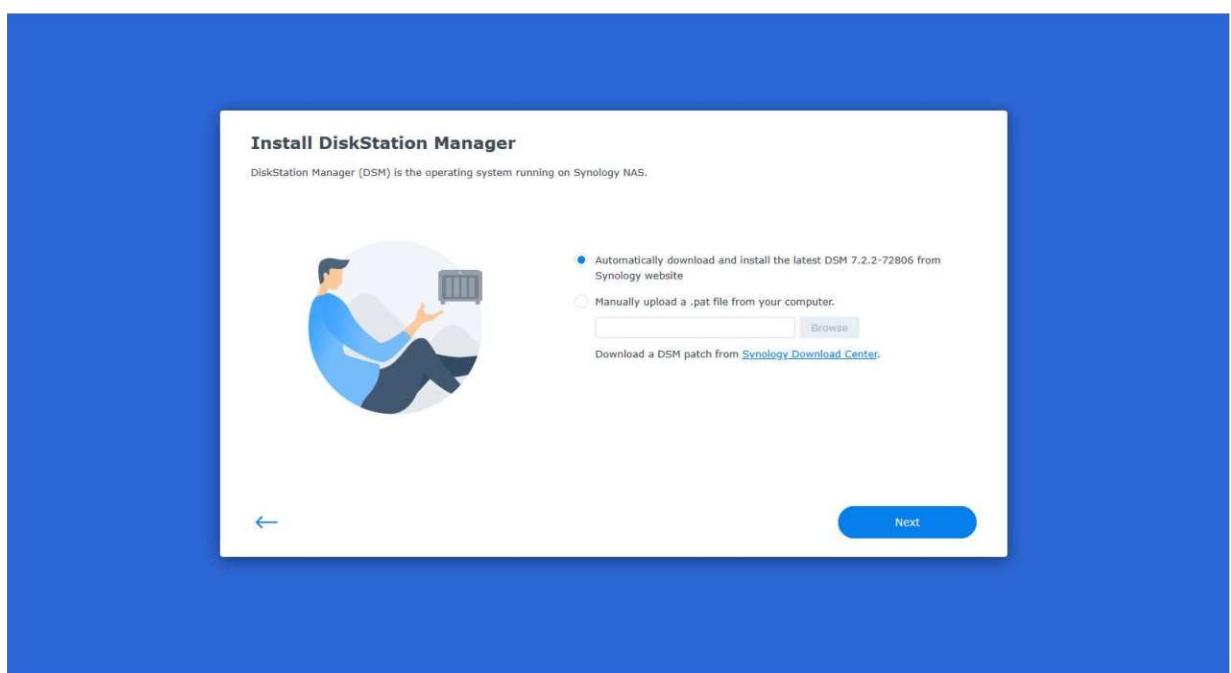 Install DiskStation Manager
DiskStation Manager (DSM) is the operating system running on Synology NAS.
Automatically download and install the latest DSM 7.2.2-72806 from
Synology website
Manually upload a .pat file from your computer.
Browse
Download a DSM patch from Synology Download Center.
Next